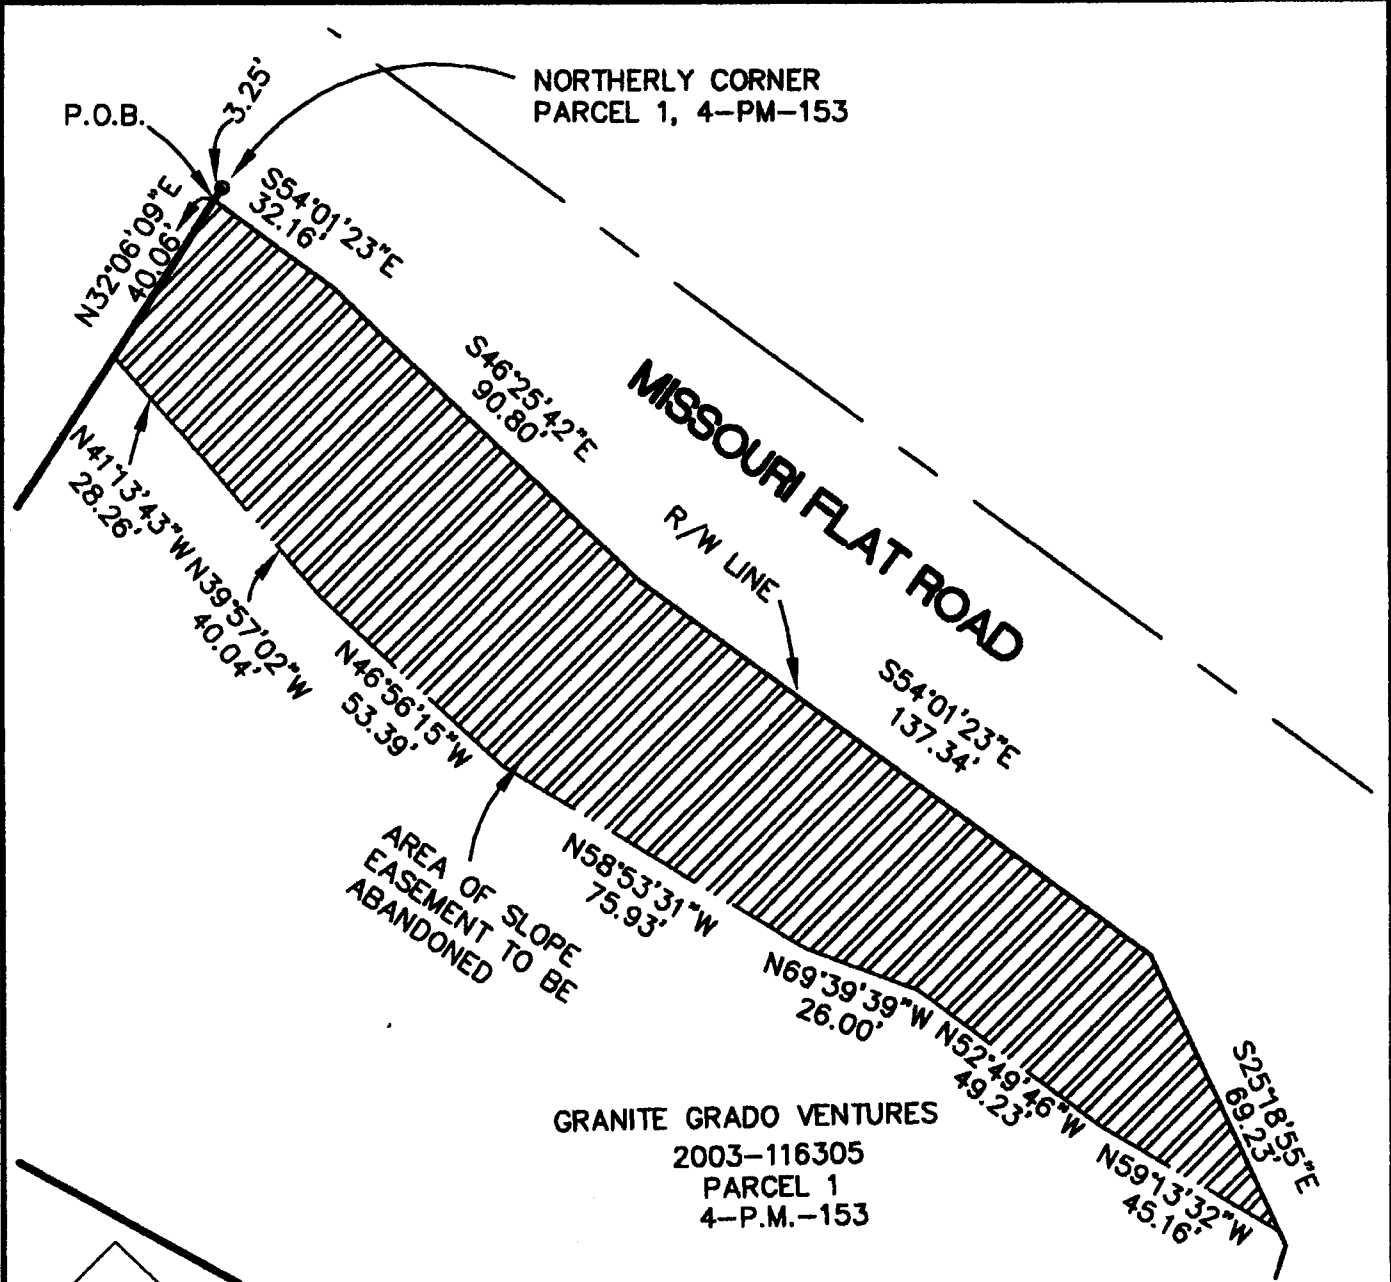 NORTHERLY CORNER
PARCEL 1, 4-PM-153
P.O.B.
3.25'
N32°06'09"E
40.06'
S54°01'23"E
32.16'
S46°25'42"E
90.80'
MISSOURI FLAT ROAD
R/W LINE
S54°01'23"E
137.34'
N41°13'43"W
28.26'
N39°57'02"W
40.04'
N46°56'15"W
53.39'
AREA OF SLOPE
EASEMENT TO BE
ABANDONED
N58°53'31"W
75.93'
N69°39'39"W
26.00'
N52°49'46"W
49.23'
S25°18'55"E
69.23'
N59°13'32"W
45.16'
GRANITE GRADO VENTURES
2003-116305
PARCEL 1
4-P.M.-153